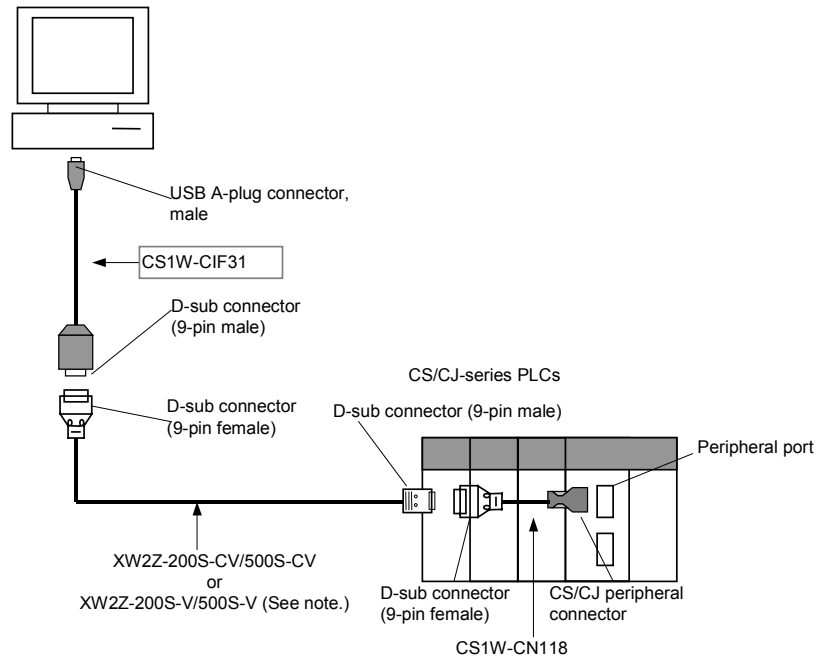 USB A-plug connector,
male
CS1W-CIF31
D-sub connector
(9-pin male)
CS/CJ-series PLCs
D-sub connector
(9-pin female)
D-sub connector (9-pin male)
Peripheral port
XW2Z-200S-CV/500S-CV
or
XW2Z-200S-V/500S-V (See note.)
D-sub connector
(9-pin female)
CS/CJ peripheral
connector
CS1W-CN118